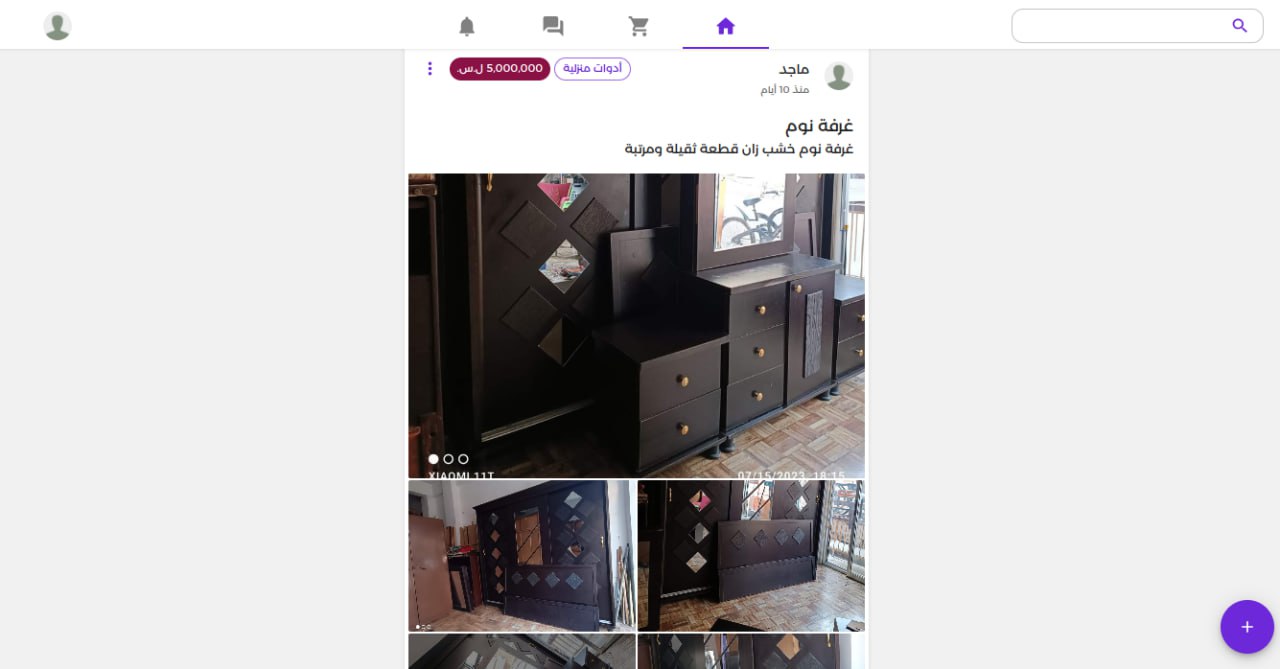 ماجد
أدوات منزلية
5,000,000 ل.س.
منذ 10 أيام
غرفة نوم
غرفة نوم خشب زان قطعة ثقيلة ومرتبة
XIAOMI 11T
07/15/2023 18:15
+